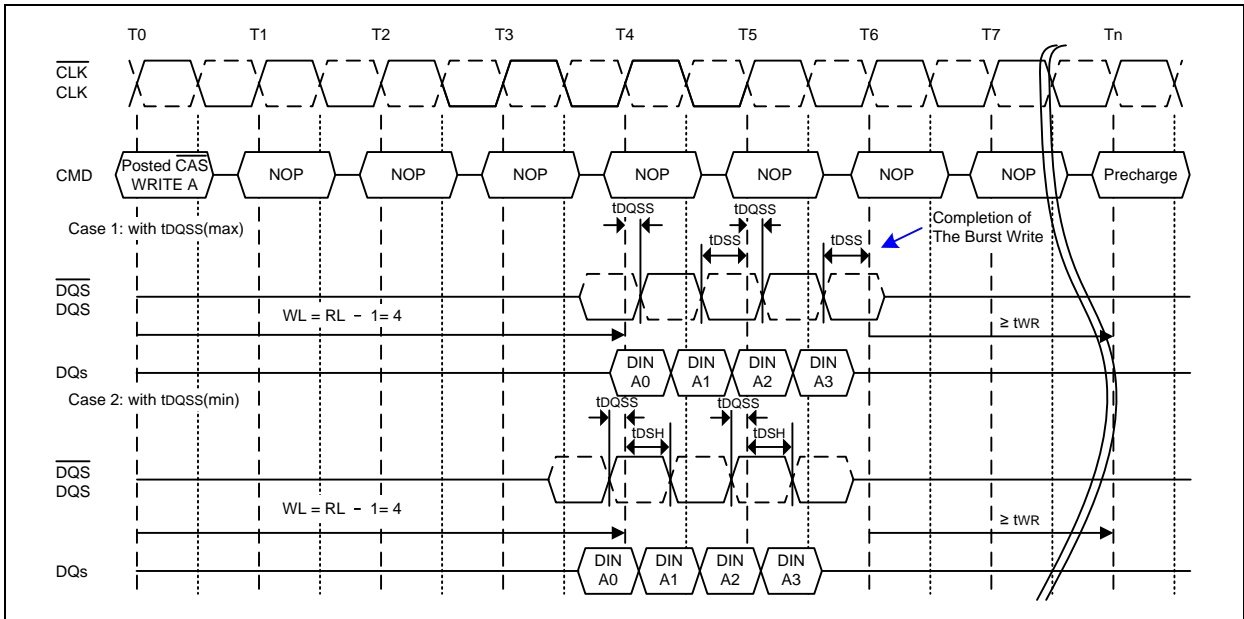 T0 T1 T2 T3 T4 T5 T6 T7 Tn
CLK
CLK
CMD
Posted CAS
WRITE A
NOP NOP NOP NOP NOP NOP NOP Precharge
Case 1: with tDQSS(max)
tDQSS tDQSS
tDSS tDSS
Completion of
The Burst Write
DQS
DQS
WL = RL - 1= 4
≥ tWR
DQs
DIN
A0
DIN
A1
DIN
A2
DIN
A3
Case 2: with tDQSS(min)
tDQSS tDQSS
tDSH tDSH
DQS
DQS
WL = RL - 1= 4
≥ tWR
DQs
DIN
A0
DIN
A1
DIN
A2
DIN
A3